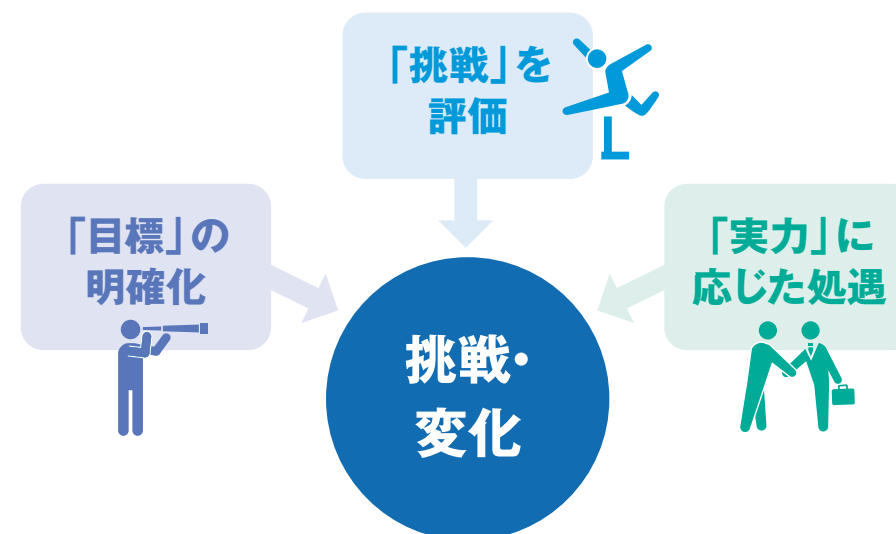 「挑戦」を
評価
「目標」の
明確化
「実力」に
応じた処遇
挑戦・
変化